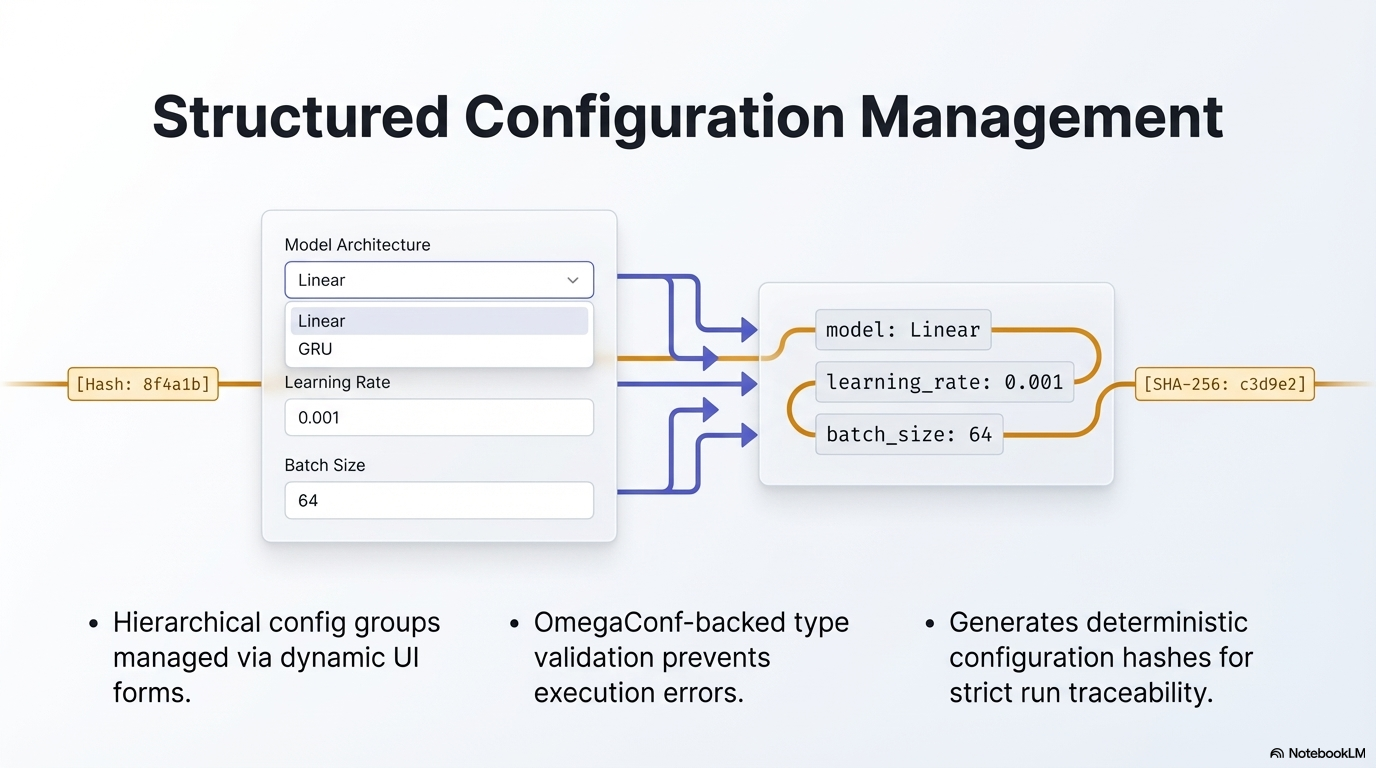 Structured Configuration Management
Model Architecture
Linear
Linear
GRU
Learning Rate
0.001
Batch Size
64
[Hash: 8f4a1b]
model: Linear
learning_rate: 0.001
batch_size: 64
[SHA-256: c3d9e2]
• Hierarchical config groups
managed via dynamic UI
forms.
• OmegaConf-backed type
validation prevents
execution errors.
• Generates deterministic
configuration hashes for
strict run traceability.
NotebookLM